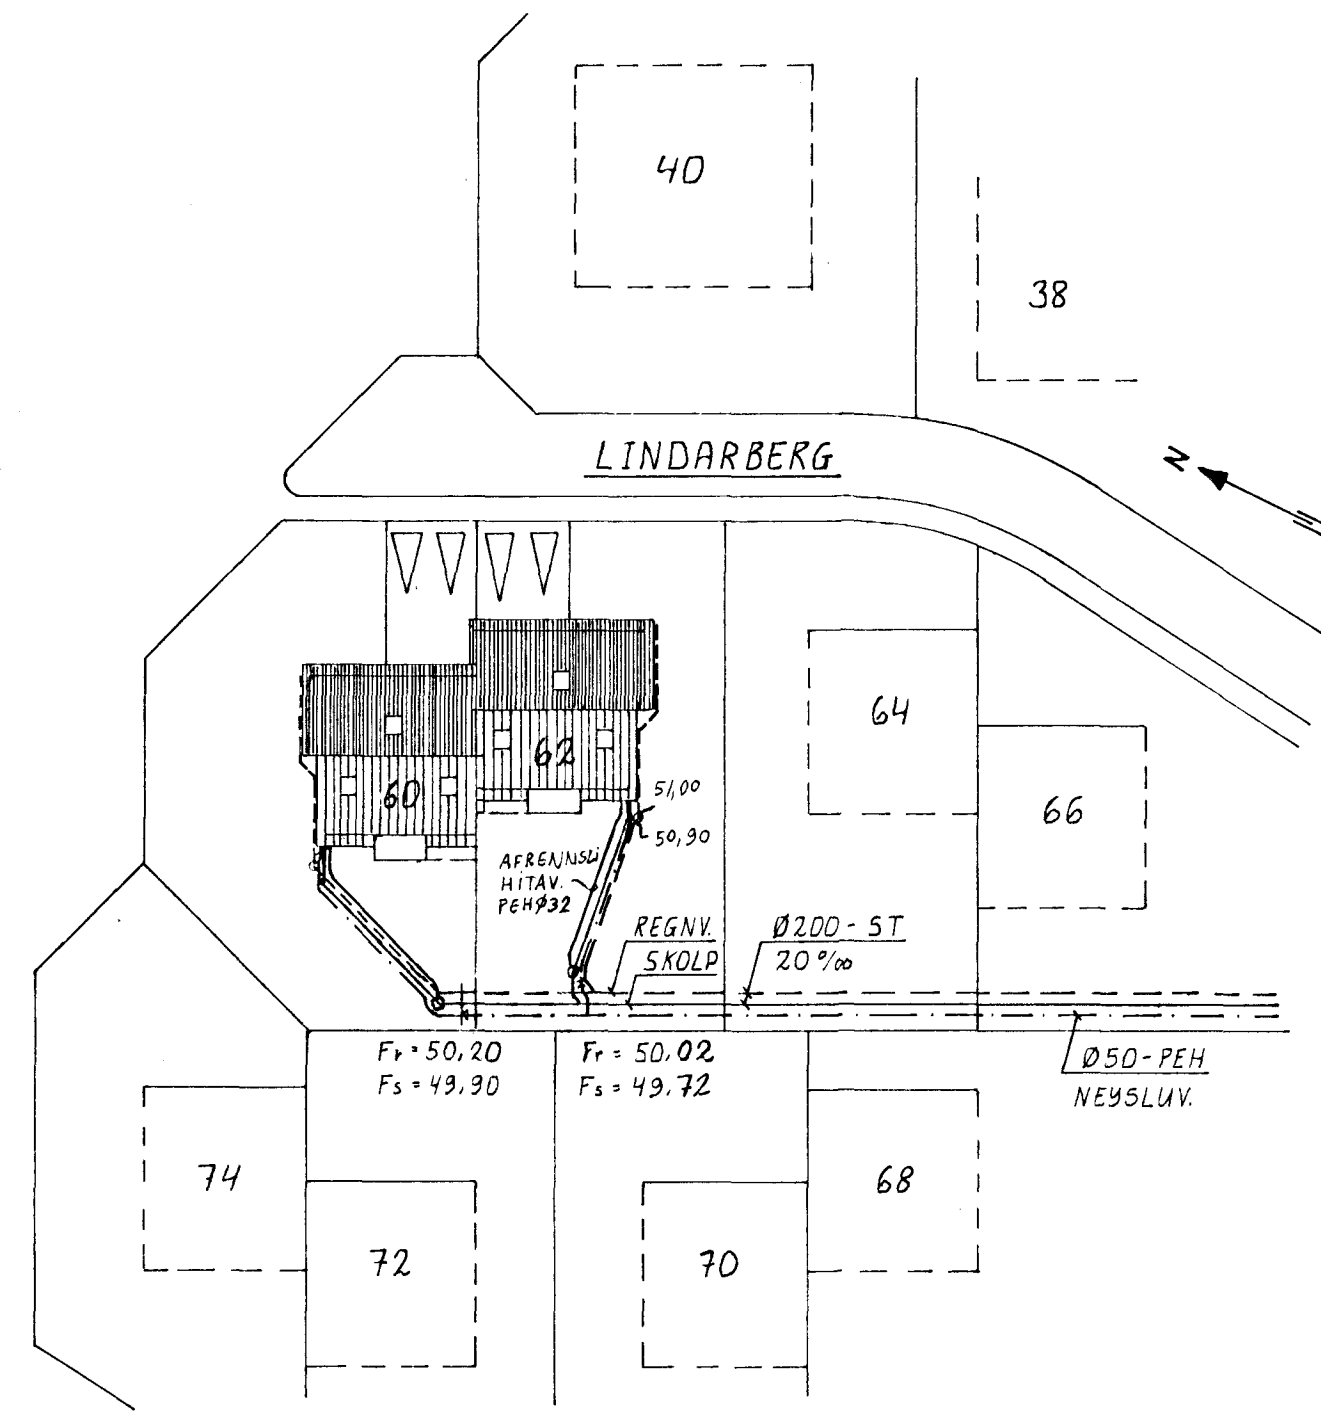 40
38
LINDARBERG
N
64
62
60
66
51,00
50,90
AFRENNSLI
HITAV.
PEHØ32
REGNV.
SKOLP
Ø200-ST
20 ‰
Fr = 50,20
Fs = 49,90
Fr = 50,02
Fs = 49,72
Ø50-PEH
NEYSLUV.
74
72
70
68